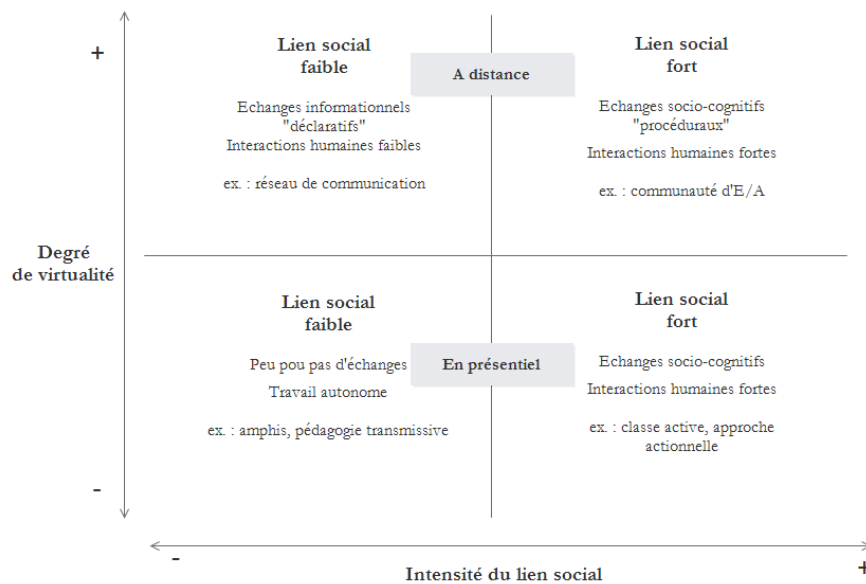 +
Lien social
faible
A distance
Lien social
fort
Echanges informationnels
"déclaratifs"
Interactions humaines faibles
ex. : réseau de communication
Echanges socio-cognitifs
"procéduraux"
Interactions humaines fortes
ex. : communauté d'E/A
Degré
de virtualité
Lien social
faible
En présentiel
Lien social
fort
Peu pou pas d'échanges
Travail autonome
ex. : amphis, pédagogie transmissive
Echanges socio-cognitifs
Interactions humaines fortes
ex. : classe active, approche
actionnelle
-
-
Intensité du lien social
+